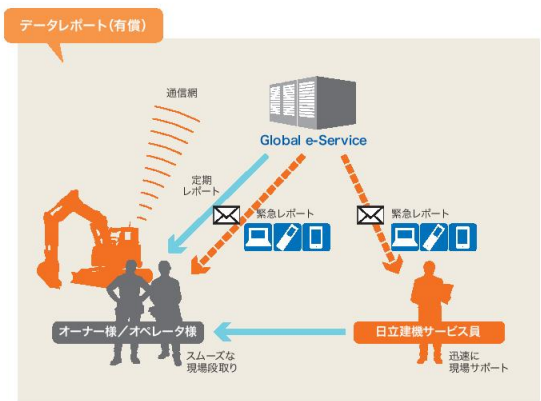 データレポート(有償)
通信網
Global e-Service
定期
レポート
緊急レポート
緊急レポート
オーナー様／オペレータ様
日立建機サービス員
スムーズな
現場段取り
迅速に
現場サポート